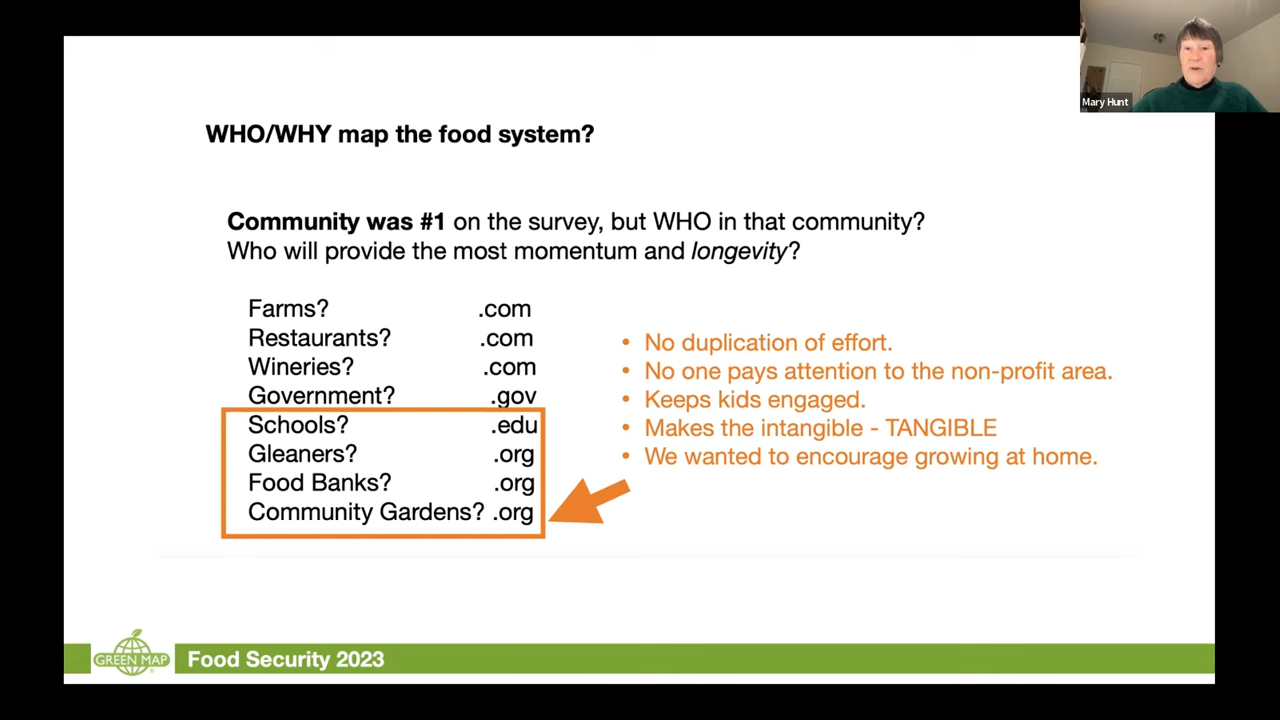 Mary Hunt
WHO/WHY map the food system?
Community was #1 on the survey, but WHO in that community?
Who will provide the most momentum and longevity?
Farms? .com
Restaurants? .com
Wineries? .com
Government? .gov
Schools? .edu
Gleaners? .org
Food Banks? .org
Community Gardens? .org
• No duplication of effort.
• No one pays attention to the non-profit area.
• Keeps kids engaged.
• Makes the intangible - TANGIBLE
• We wanted to encourage growing at home.
GREEN MAP
Food Security 2023